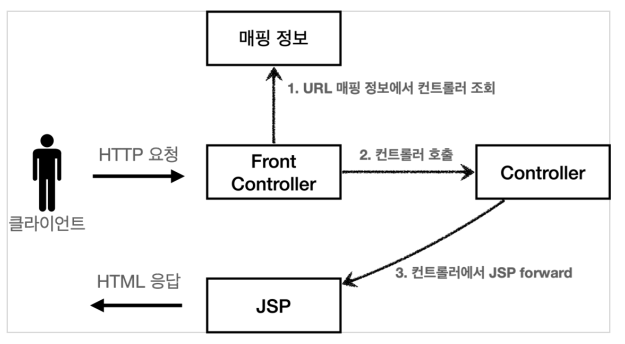 매핑 정보
1. URL 매핑 정보에서 컨트롤러 조회
HTTP 요청
Front
Controller
2. 컨트롤러 호출
Controller
클라이언트
3. 컨트롤러에서 JSP forward
HTML 응답
JSP